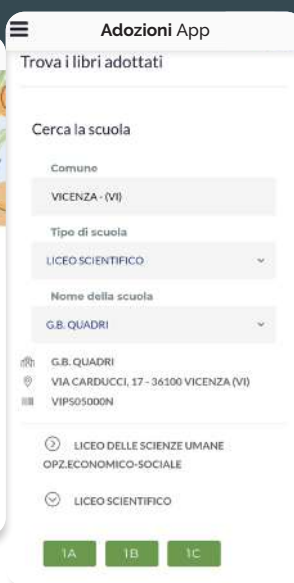 Adozioni App
Trova i libri adottati
Cerca la scuola
Comune
VICENZA - (VI)
Tipo di scuola
LICEO SCIENTIFICO
Nome della scuola
G.B. QUADRI
G.B. QUADRI
VIA CARDUCCI, 17 - 36100 VICENZA (VI)
VIPS05000N
LICEO DELLE SCIENZE UMANE
OPZ.ECONOMICO-SOCIALE
LICEO SCIENTIFICO
1A 1B 1C